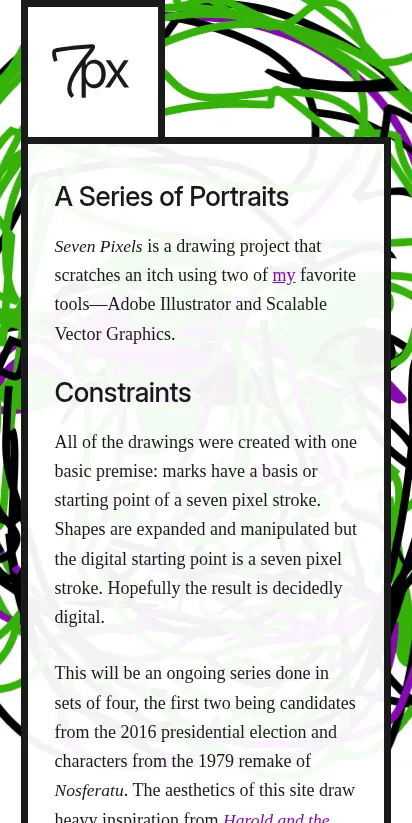 7px
A Series of Portraits
Seven Pixels is a drawing project that
scratches an itch using two of my favorite
tools—Adobe Illustrator and Scalable
Vector Graphics.
Constraints
All of the drawings were created with one
basic premise: marks have a basis or
starting point of a seven pixel stroke.
Shapes are expanded and manipulated but
the digital starting point is a seven pixel
stroke. Hopefully the result is decidedly
digital.
This will be an ongoing series done in
sets of four, the first two being candidates
from the 2016 presidential election and
characters from the 1979 remake of
Nosferatu. The aesthetics of this site draw
heavy inspiration from Harold and the